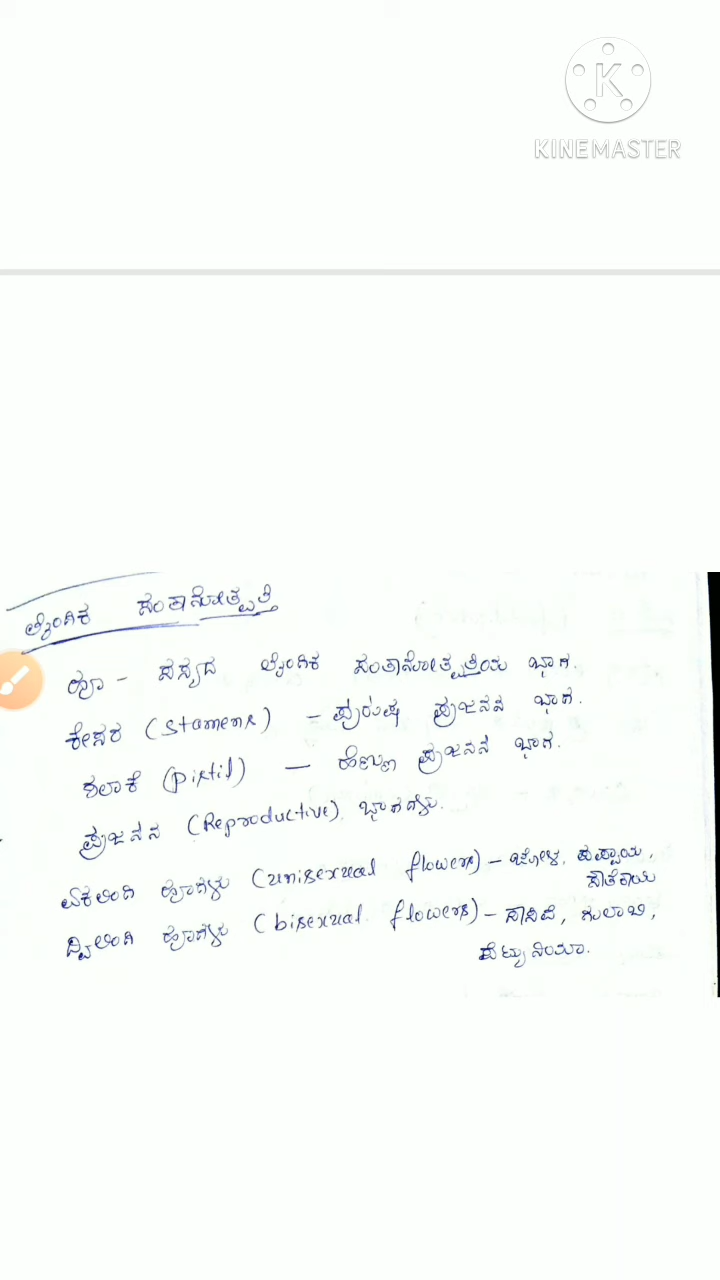 KINEMASTER
ಲೈಂಗಿಕ ಸಂತಾನೋತ್ಪತ್ತಿ
ಹೂ - ಸಸ್ಯದ ಲೈಂಗಿಕ ಸಂತಾನೋತ್ಪತ್ತಿಯ ಭಾಗ.
ಕೇಸರ (Stamens) - ಪುರುಷ ಪ್ರಜನನ ಭಾಗ.
ಶಲಾಕೆ (Pistil) - ಹೆಣ್ಣು ಪ್ರಜನನ ಭಾಗ.
ಪ್ರಜನನ (Reproductive) ಭಾಗಗಳು.
ಏಕಲಿಂಗಿ ಹೂಗಳು (unisexual flowers) - ಜೋಳ, ಪಪ್ಪಾಯ,
ಸೌತೆಕಾಯಿ
ದ್ವಿಲಿಂಗಿ ಹೂಗಳು (bisexual flowers) - ಸಾಸಿವೆ, ಗುಲಾಬಿ,
ಪೆಟ್ಯುನಿಯಾ.